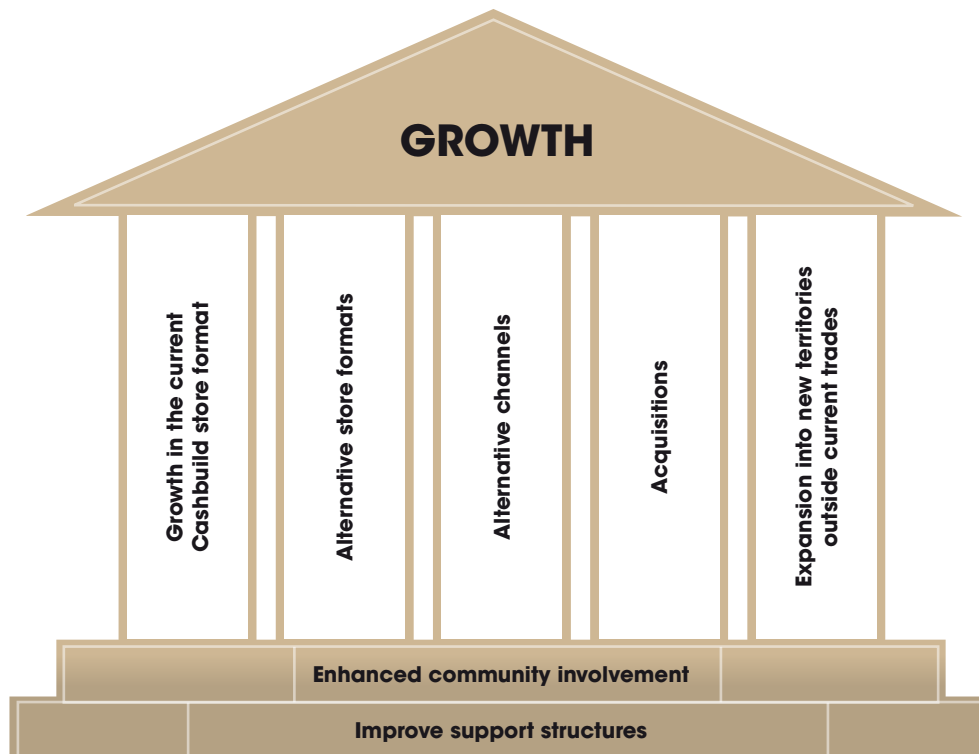 GROWTH
Growth in the current
Cashbuild store format
Alternative store formats
Alternative channels
Acquisitions
Expansion into new territories
outside current trades
Enhanced community involvement
Improve support structures